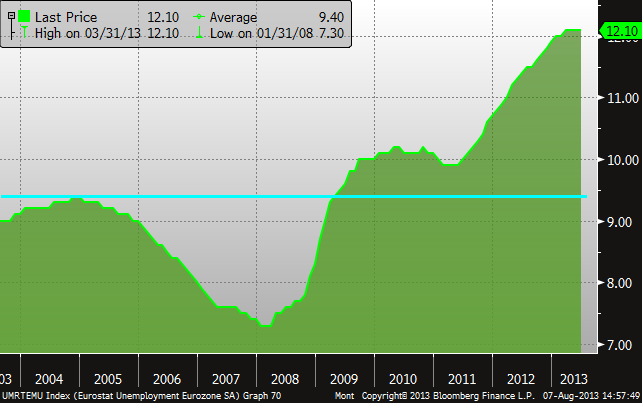 Last Price 12.10 Average 9.40
High on 03/31/13 12.10 Low on 01/31/08 7.30
12.10
12.00
11.00
10.00
9.00
8.00
7.00
03 2004 2005 2006 2007 2008 2009 2010 2011 2012 2013
UMRTEMU Index (Eurostat Unemployment Eurozone SA) Graph 70 Mont Copyright© 2013 Bloomberg Finance L.P. 07-Aug-2013 14:57:49